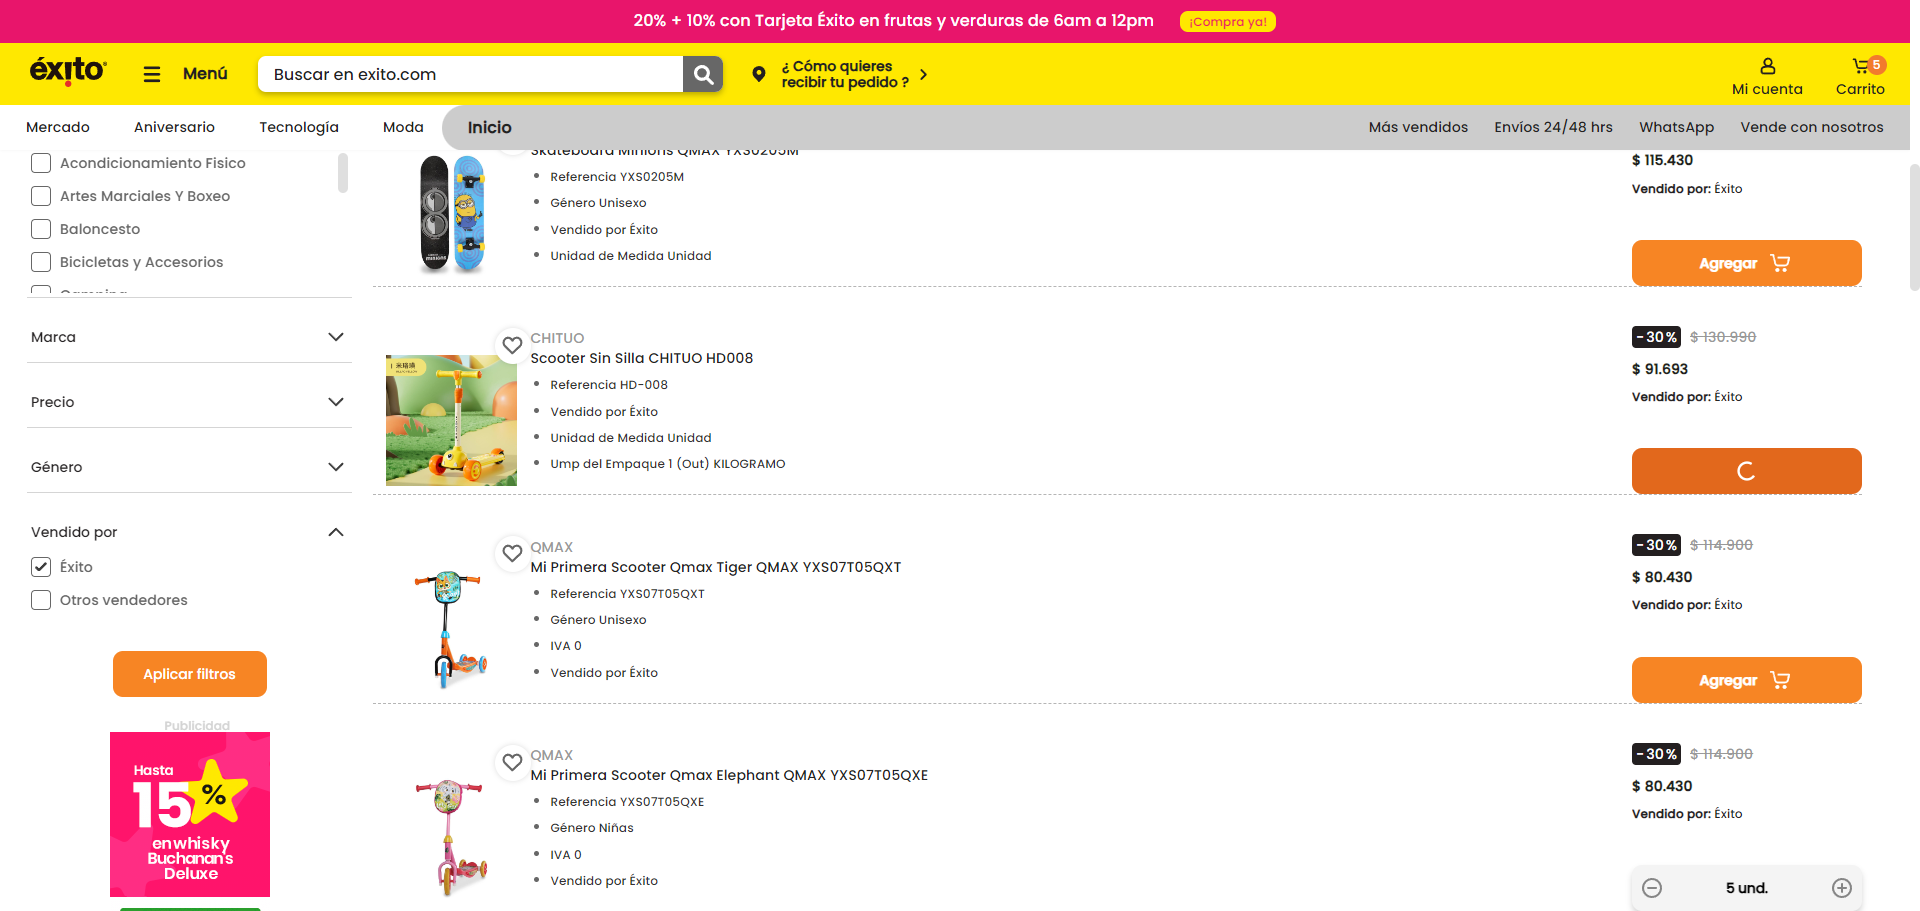 20% + 10% con Tarjeta Éxito en frutas y verduras de 6am a 12pm
¡Compra ya!
éxito
Menú
Buscar en exito.com
¿ Cómo quieres
recibir tu pedido ?
Mi cuenta
5
Carrito
Mercado
Aniversario
Tecnología
Moda
Inicio
Más vendidos
Envíos 24/48 hrs
WhatsApp
Vende con nosotros
Acondicionamiento Fisico
Artes Marciales Y Boxeo
Baloncesto
Bicicletas y Accesorios
Camping
Marca
Precio
Género
Vendido por
Éxito
Otros vendedores
Aplicar filtros
Publicidad
Hasta
15%
en whisky
Buchanan's
Deluxe
Skateboard Minions QMAX YXS0205M
Referencia YXS0205M
Género Unisexo
Vendido por Éxito
Unidad de Medida Unidad
$ 115.430
Vendido por: Éxito
Agregar
CHITUO
Scooter Sin Silla CHITUO HD008
Referencia HD-008
Vendido por Éxito
Unidad de Medida Unidad
Ump del Empaque 1 (Out) KILOGRAMO
-30%
$ 130.990
$ 91.693
Vendido por: Éxito
QMAX
Mi Primera Scooter Qmax Tiger QMAX YXS07T05QXT
Referencia YXS07T05QXT
Género Unisexo
IVA 0
Vendido por Éxito
-30%
$ 114.900
$ 80.430
Vendido por: Éxito
Agregar
QMAX
Mi Primera Scooter Qmax Elephant QMAX YXS07T05QXE
Referencia YXS07T05QXE
Género Niñas
IVA 0
Vendido por Éxito
-30%
$ 114.900
$ 80.430
Vendido por: Éxito
5 und.